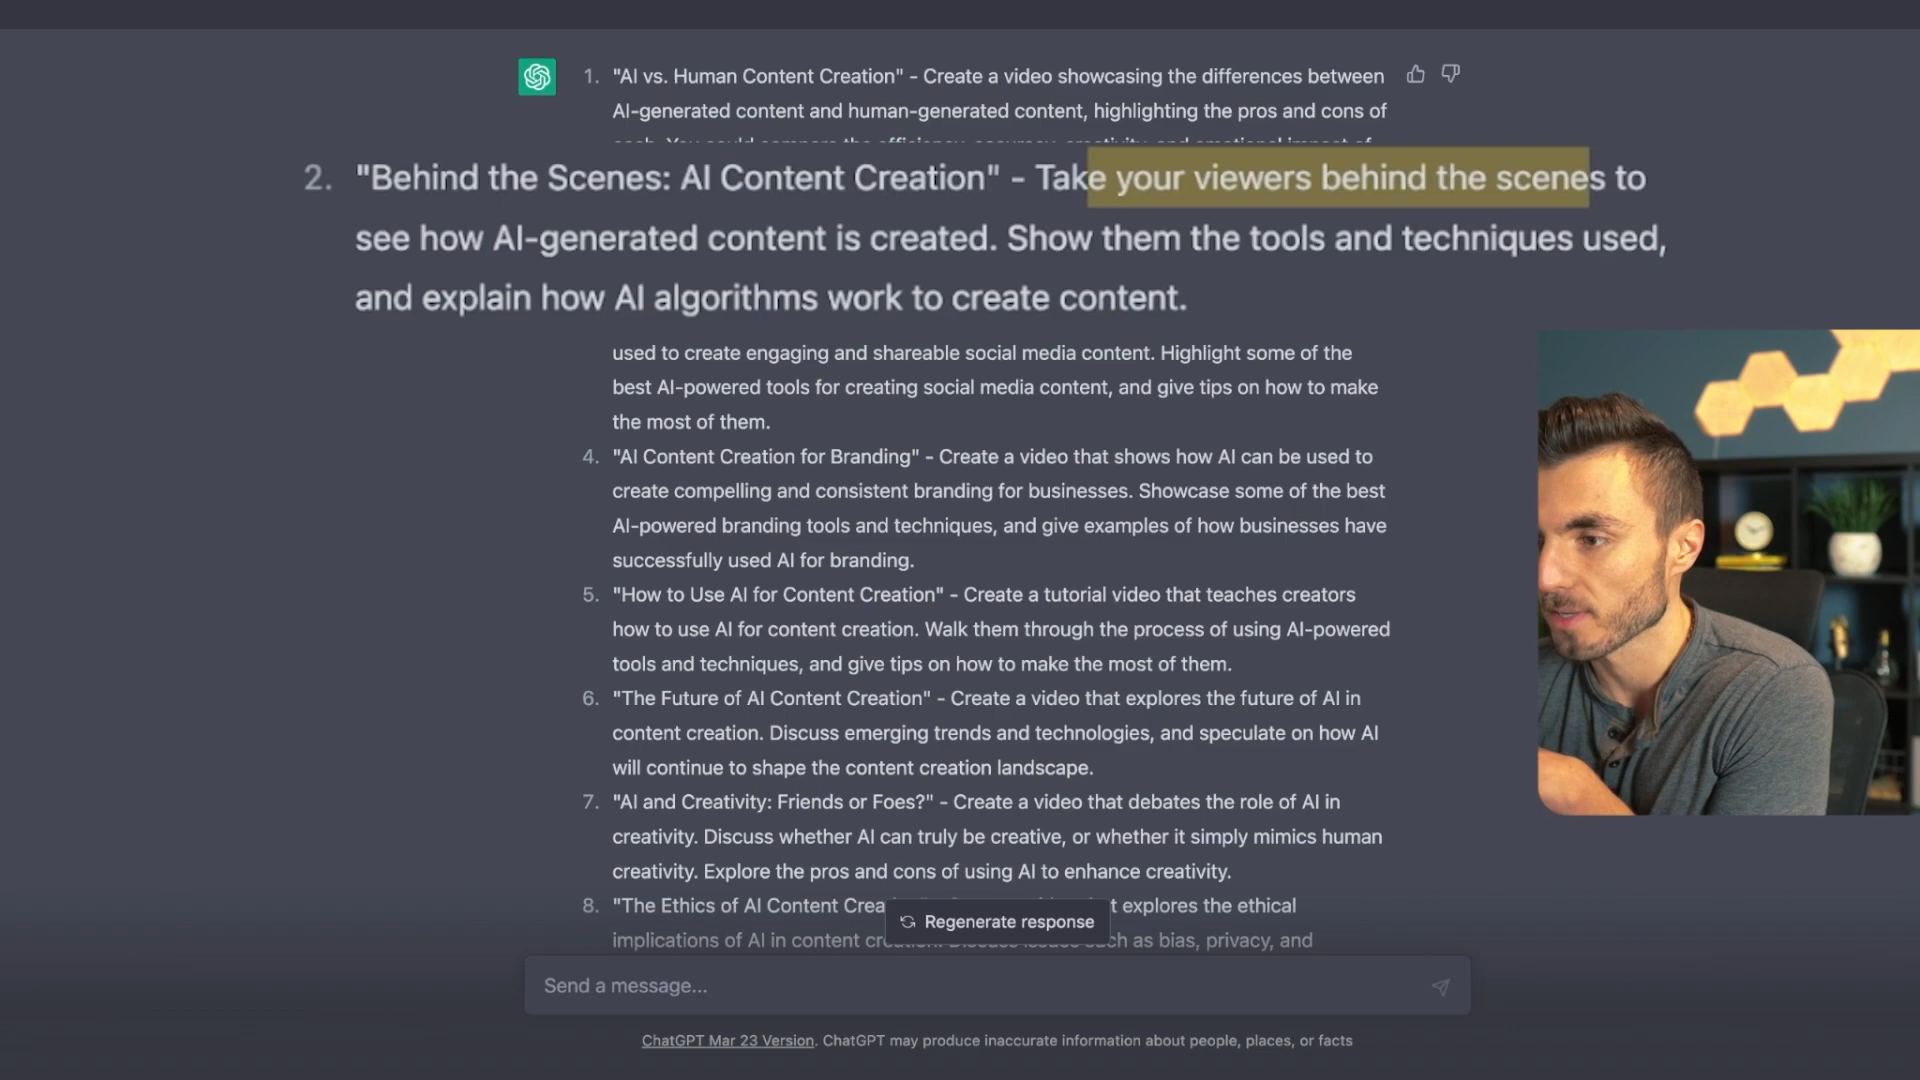 1. "AI vs. Human Content Creation" - Create a video showcasing the differences between
AI-generated content and human-generated content, highlighting the pros and cons of
2. "Behind the Scenes: AI Content Creation" - Take your viewers behind the scenes to
see how AI-generated content is created. Show them the tools and techniques used,
and explain how AI algorithms work to create content.
used to create engaging and shareable social media content. Highlight some of the
best AI-powered tools for creating social media content, and give tips on how to make
the most of them.
4. "AI Content Creation for Branding" - Create a video that shows how AI can be used to
create compelling and consistent branding for businesses. Showcase some of the best
AI-powered branding tools and techniques, and give examples of how businesses have
successfully used AI for branding.
5. "How to Use AI for Content Creation" - Create a tutorial video that teaches creators
how to use AI for content creation. Walk them through the process of using AI-powered
tools and techniques, and give tips on how to make the most of them.
6. "The Future of AI Content Creation" - Create a video that explores the future of AI in
content creation. Discuss emerging trends and technologies, and speculate on how AI
will continue to shape the content creation landscape.
7. "AI and Creativity: Friends or Foes?" - Create a video that debates the role of AI in
creativity. Discuss whether AI can truly be creative, or whether it simply mimics human
creativity. Explore the pros and cons of using AI to enhance creativity.
8. "The Ethics of AI Content explores the ethical
Regenerate response
implications of AI in content as bias, privacy, and
Send a message...
ChatGPT Mar 23 Version. ChatGPT may produce inaccurate information about people, places, or facts